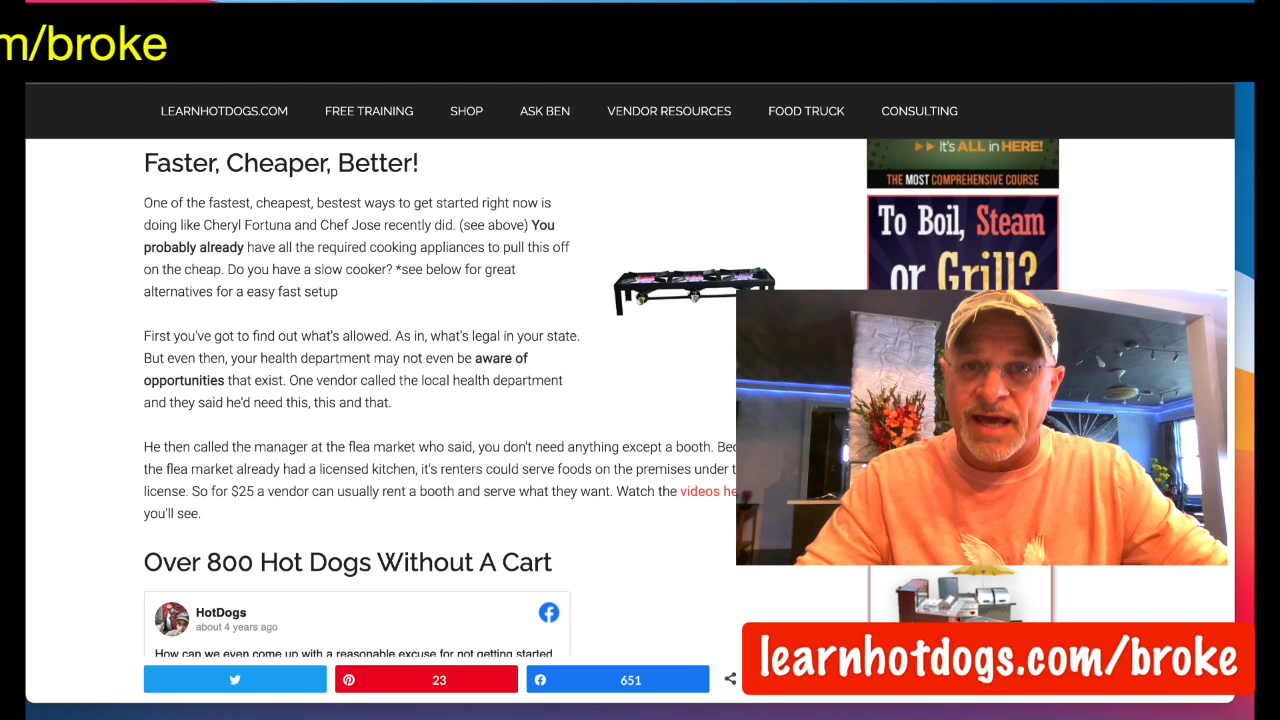 m/broke
LEARNHOTDOGS.COM FREE TRAINING SHOP ASK BEN VENDOR RESOURCES FOOD TRUCK CONSULTING
Faster, Cheaper, Better!
One of the fastest, cheapest, bestest ways to get started right now is
doing like Cheryl Fortuna and Chef Jose recently did. (see above) You
probably already have all the required cooking appliances to pull this off
on the cheap. Do you have a slow cooker? *see below for great
alternatives for a easy fast setup
First you've got to find out what's allowed. As in, what's legal in your state.
But even then, your health department may not even be aware of
opportunities that exist. One vendor called the local health department
and they said he'd need this, this and that.
He then called the manager at the flea market who said, you don't need anything except a booth. Bec
the flea market already had a licensed kitchen, it's renters could serve foods on the premises under t
license. So for $25 a vendor can usually rent a booth and serve what they want. Watch the videos he
you'll see.
Over 800 Hot Dogs Without A Cart
HotDogs
about 4 years ago
How can we even come up with a reasonable excuse for not getting started
23
651
It's ALL in HERE!
THE MOST COMPREHENSIVE COURSE
To Boil, Steam
or Grill?
learnhotdogs.com/broke